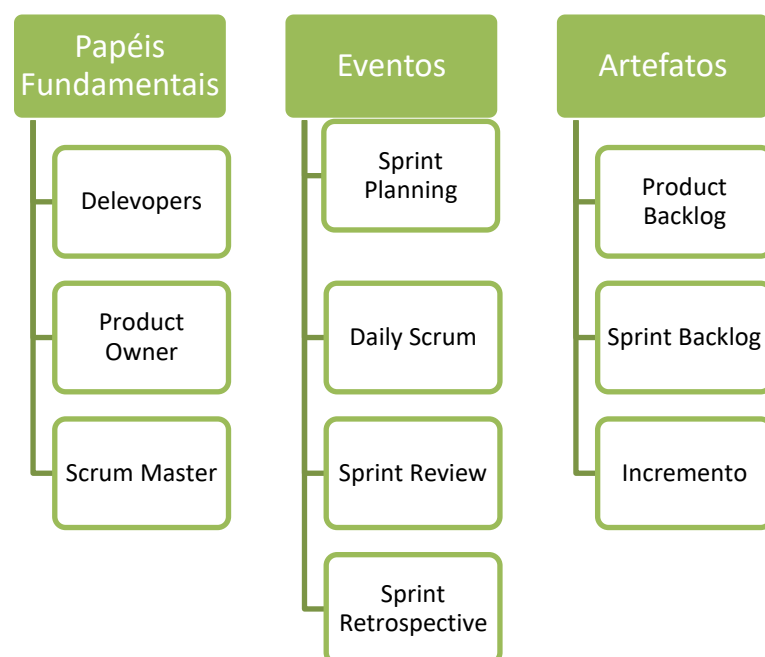 Papéis
Fundamentais
Delevopers
Product
Owner
Scrum Master
Eventos
Sprint
Planning
Daily Scrum
Sprint Review
Sprint
Retrospective
Artefatos
Product
Backlog
Sprint Backlog
Incremento